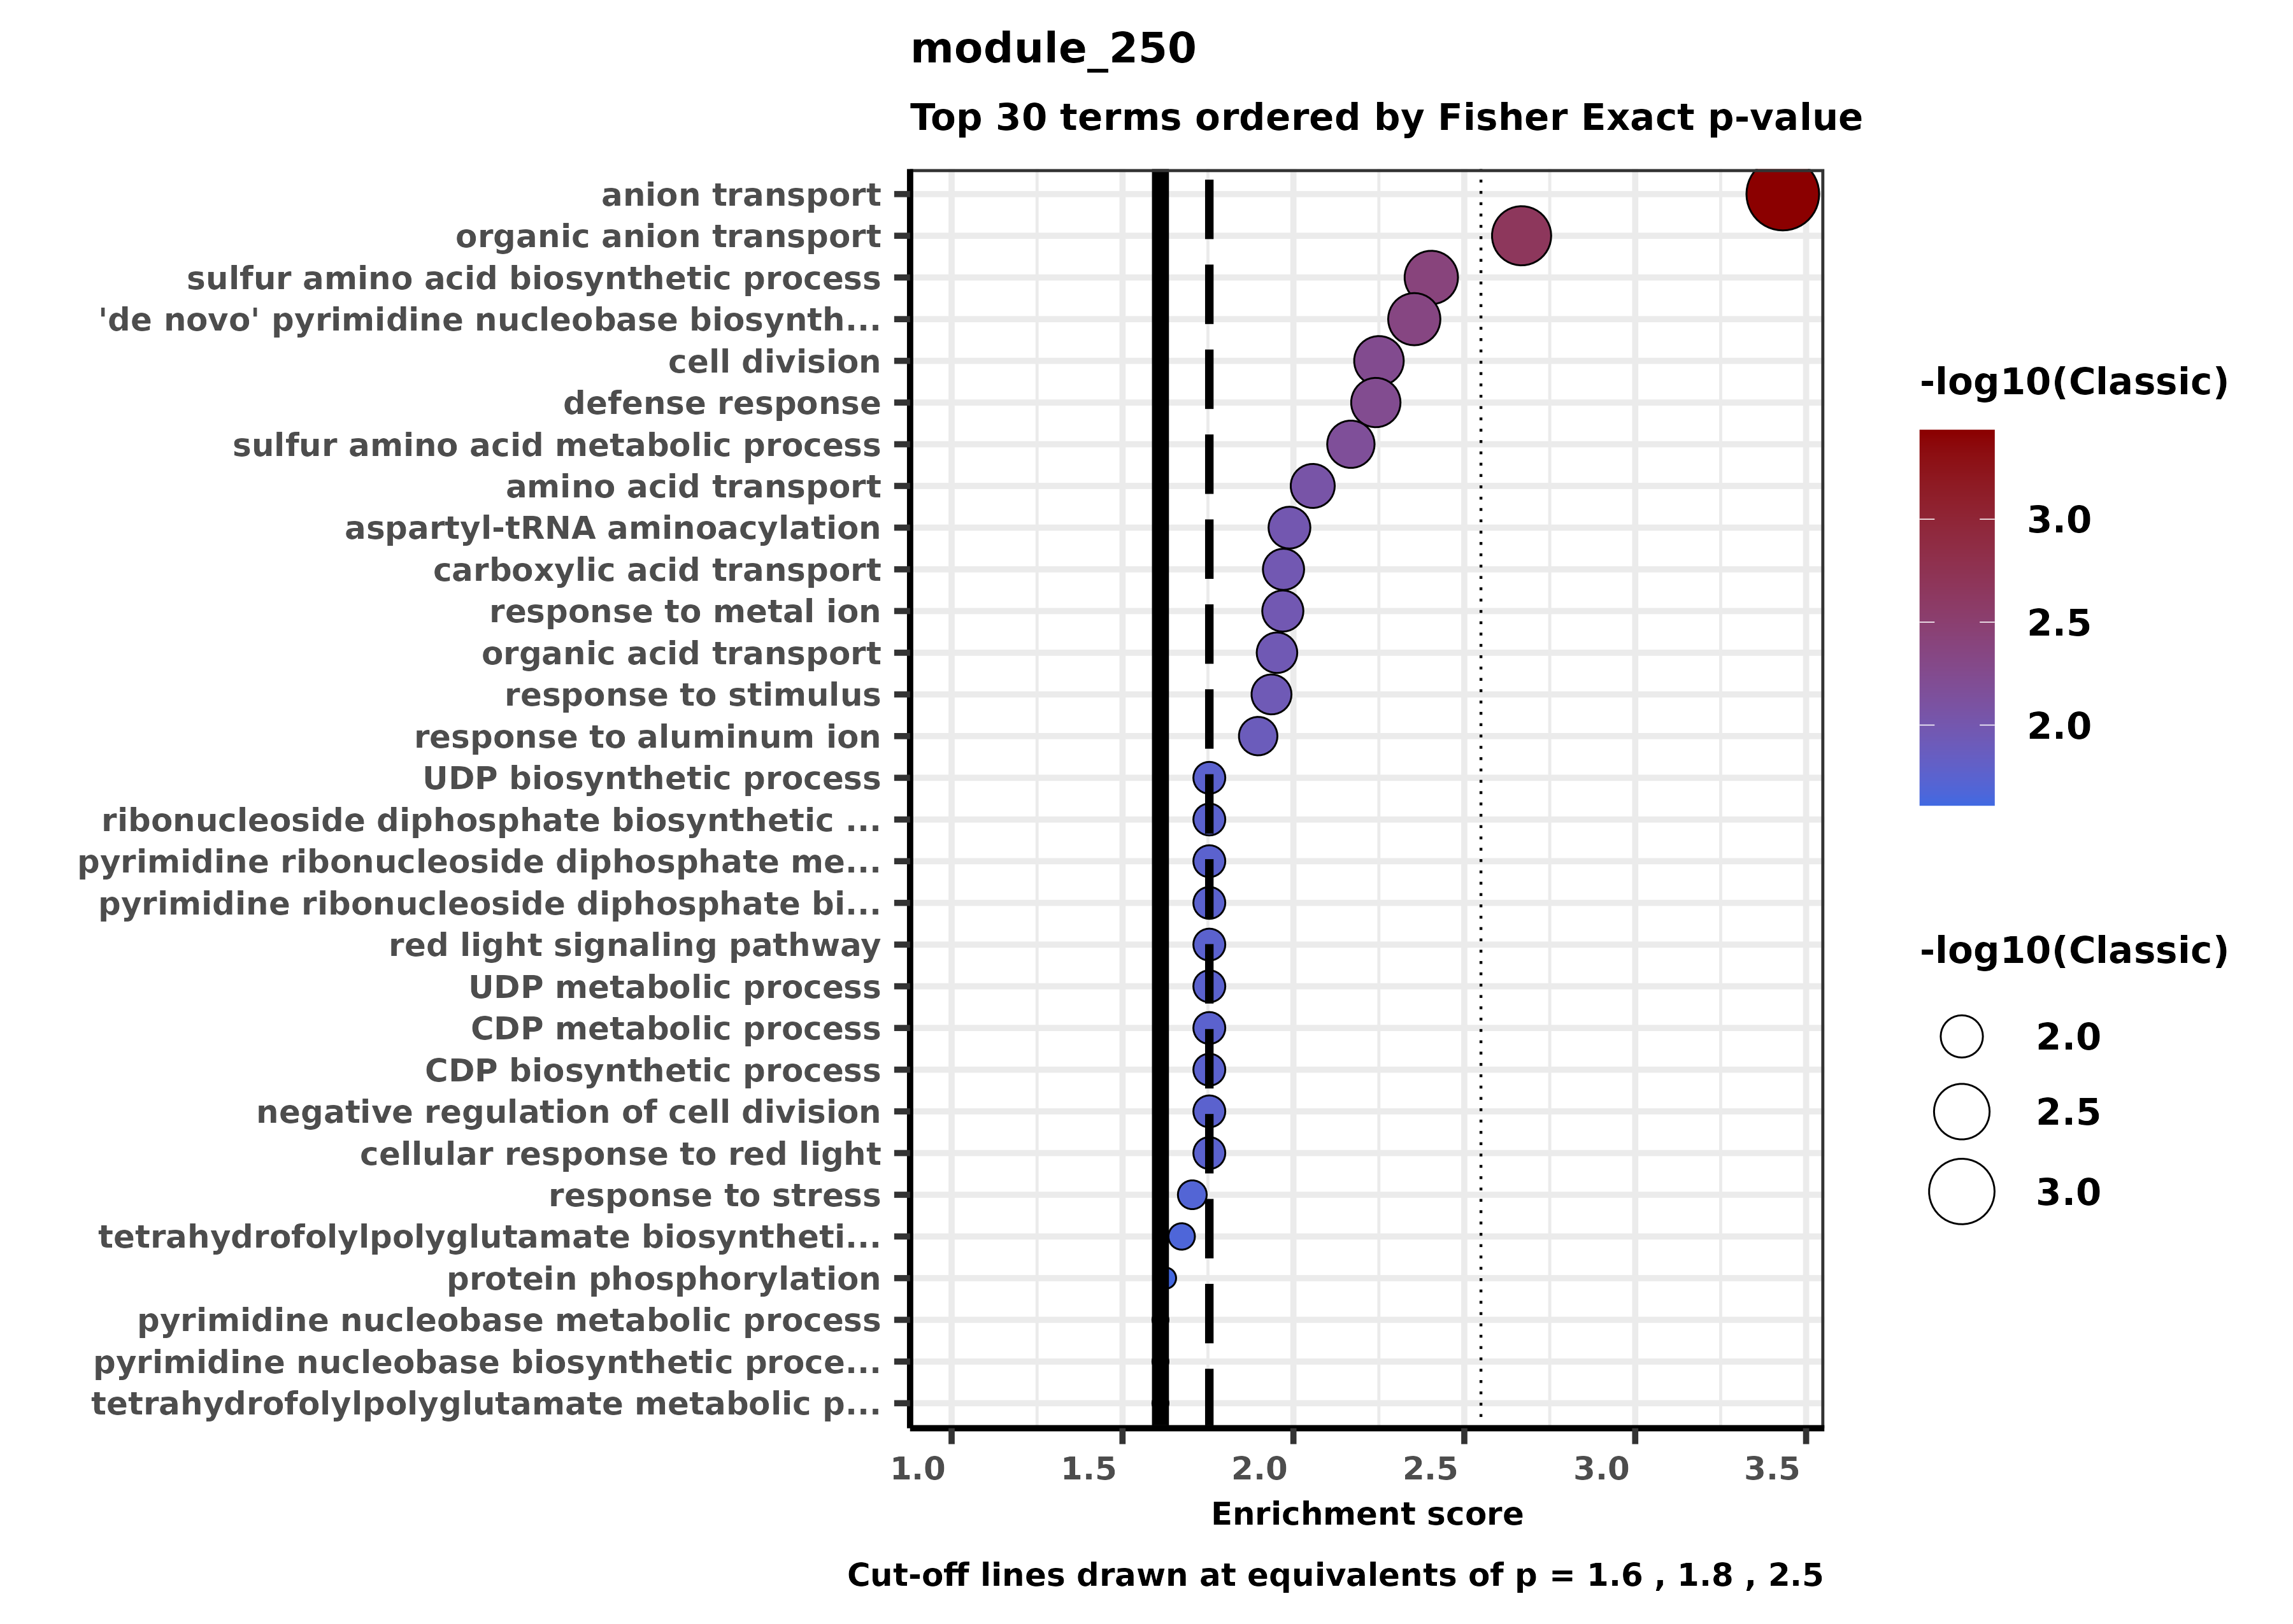 module_250
Top 30 terms ordered by Fisher Exact p-value
anion transport
organic anion transport
sulfur amino acid biosynthetic process
'de novo' pyrimidine nucleobase biosynth...
cell division
defense response
sulfur amino acid metabolic process
amino acid transport
aspartyl-tRNA aminoacylation
carboxylic acid transport
response to metal ion
organic acid transport
response to stimulus
response to aluminum ion
UDP biosynthetic process
ribonucleoside diphosphate biosynthetic ...
pyrimidine ribonucleoside diphosphate me...
pyrimidine ribonucleoside diphosphate bi...
red light signaling pathway
UDP metabolic process
CDP metabolic process
CDP biosynthetic process
negative regulation of cell division
cellular response to red light
response to stress
tetrahydrofolylpolyglutamate biosyntheti...
protein phosphorylation
pyrimidine nucleobase metabolic process
pyrimidine nucleobase biosynthetic proce...
tetrahydrofolylpolyglutamate metabolic p...
1.0 1.5 2.0 2.5 3.0 3.5
Enrichment score
Cut-off lines drawn at equivalents of p = 1.6 , 1.8 , 2.5
-log10(Classic)
3.0
2.5
2.0
-log10(Classic)
2.0
2.5
3.0